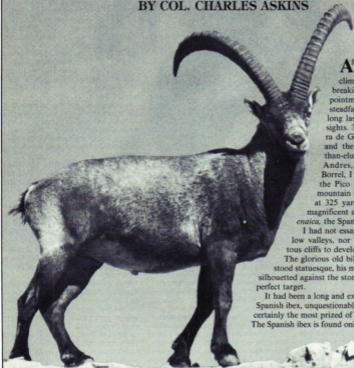 BY COL. CHARLES ASKINS
A
clim
breaki
pointm
steadfa
long las
sights. T
ra de G
and the
than-elu
Andres,
Borrel, I
the Pico
mountain
at 325 yar
magnificent a
enaica, the Span
I had not essay
low valleys, nor
tous cliffs to develo
The glorious old bil
stood statuesque, his m
silhouetted against the stor
perfect target.
It had been a long and ex
Spanish ibex, unquestionabl
certainly the most prized of
The Spanish ibex is found onl